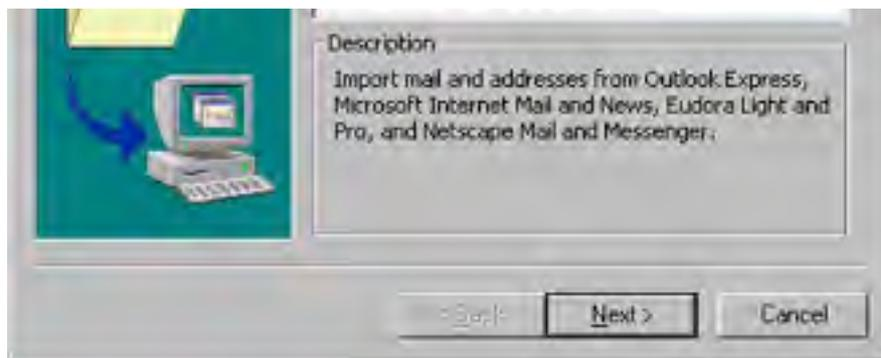 Description
Import mail and addresses from Outlook Express,
Microsoft Internet Mail and News, Eudora Light and
Pro, and Netscape Mail and Messenger.
< Back
Next >
Cancel